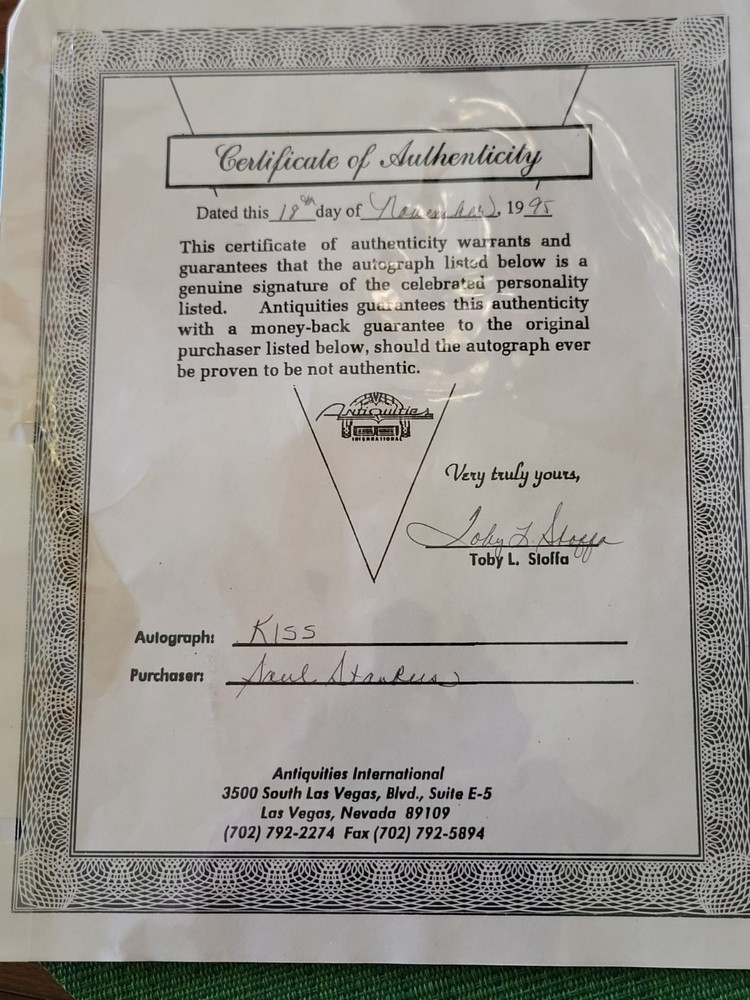 Certificate of Authenticity
Dated this 18th day of November, 1995
This certificate of authenticity warrants and
guarantees that the autograph listed below is a
genuine signature of the celebrated personality
listed. Antiquities guarantees this authenticity
with a money-back guarantee to the original
purchaser listed below, should the autograph ever
be proven to be not authentic.
Antiquities
INTERNATIONAL
Very truly yours,
Toby L. Sloffa
Toby L. Sloffa
Autograph: KISS
Purchaser:
Antiquities International
3500 South Las Vegas, Blvd., Suite E-5
Las Vegas, Nevada 89109
(702) 792-2274 Fax (702) 792-5894